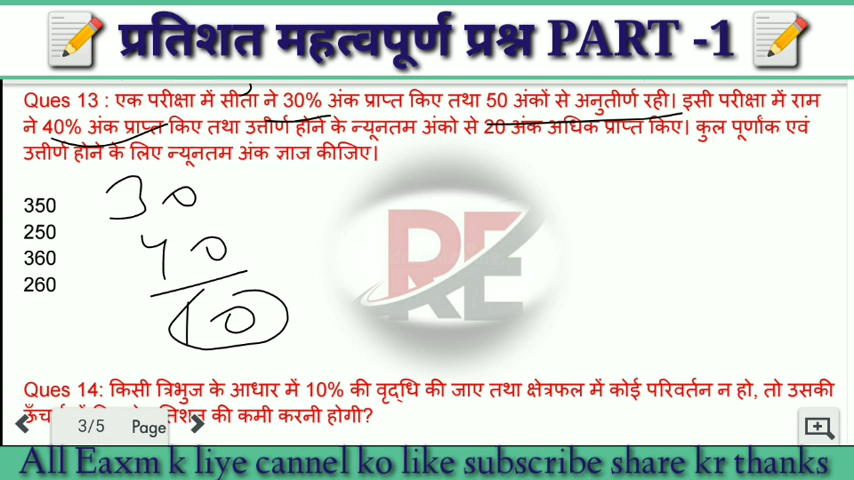 प्रतिशत महत्वपूर्ण प्रश्न PART -1
Ques 13 : एक परीक्षा में सीता ने 30% अंक प्राप्त किए तथा 50 अंकों से अनुतीर्ण रही। इसी परीक्षा में राम
ने 40% अंक प्राप्त किए तथा उत्तीर्ण होने के न्यूनतम अंको से 20 अंक अधिक प्राप्त किए। कुल पूर्णांक एवं
उत्तीर्ण होने के लिए न्यूनतम अंक ज्ञाज कीजिए।
350
250
360
260
30
40
10
RE
Ques 14: किसी त्रिभुज के आधार में 10% की वृद्धि की जाए तथा क्षेत्रफल में कोई परिवर्तन न हो, तो उसकी
की कमी करनी होगी?
3/5 Page
All Eaxm k liye cannel ko like subscribe share kr thanks